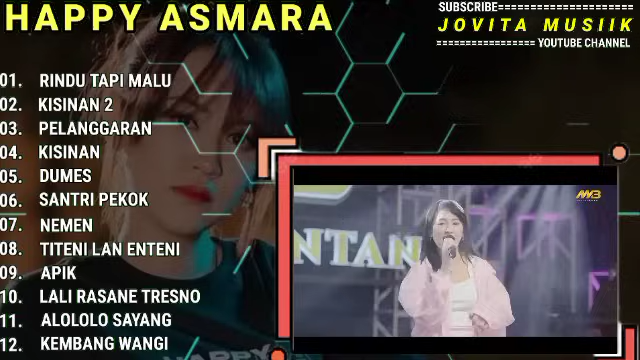 HAPPY ASMARA
SUBSCRIBE======================
JOVITA MUSIIK
================= YOUTUBE CHANNEL
01. RINDU TAPI MALU
02. KISINAN 2
03. PELANGGARAN
04. KISINAN
05. DUMES
06. SANTRI PEKOK
07. NEMEN
08. TITENI LAN ENTENI
09. APIK
10. LALI RASANE TRESNO
11. ALOLOLO SAYANG
12. KEMBANG WANGI
NTAN
HAPPY